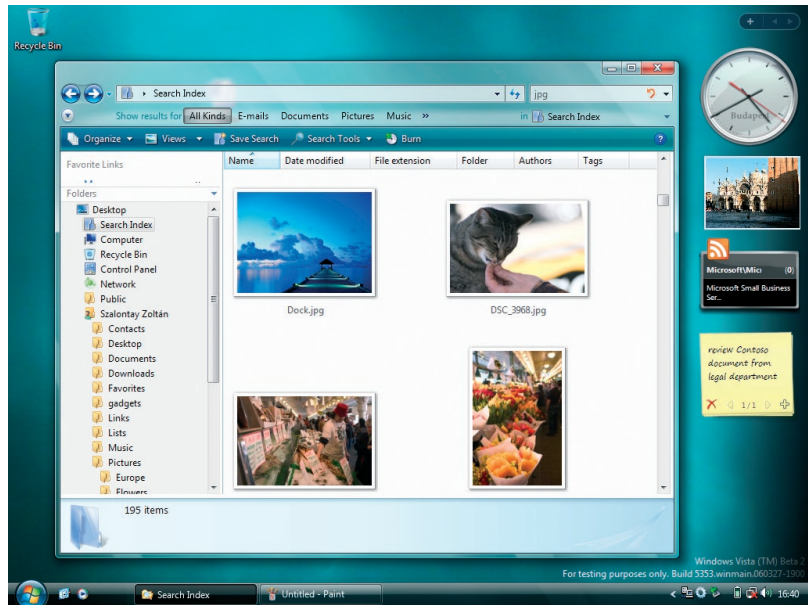 Recycle Bin
Search Index
jpg
Show results for All Kinds E-mails Documents Pictures Music »
in Search Index
Organize Views Save Search Search Tools Burn
Favorite Links
Name Date modified File extension Folder Authors Tags
Folders
Desktop
Search Index
Computer
Recycle Bin
Control Panel
Network
Public
Szalontay Zoltán
Contacts
Desktop
Documents
Downloads
Favorites
gadgets
Links
Lists
Music
Pictures
Europe
Flowers
Dock.jpg
DSC_3968.jpg
195 items
Budapest
Microsoft\Mic (0)
Microsoft Small Business
Ser...
review Contoso
document from
legal department
1/1
Windows Vista (TM) Beta 2
For testing purposes only. Build 5353.winmain.060327-1900
Search Index
Untitled - Paint
16:40